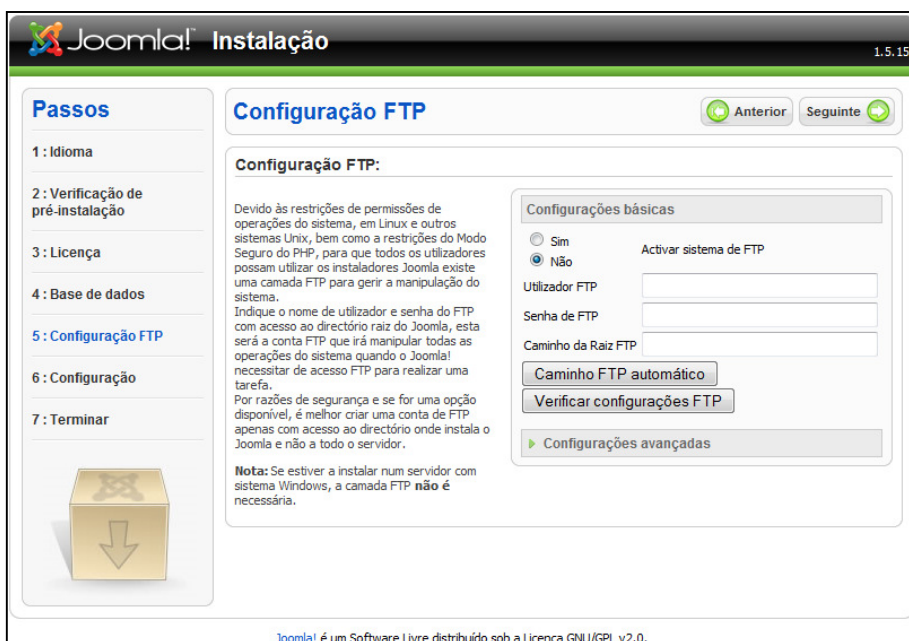 Joomla!™ Instalação
1.5.15
Passos
1 : Idioma
2 : Verificação de
pré-instalação
3 : Licença
4 : Base de dados
5 : Configuração FTP
6 : Configuração
7 : Terminar
Configuração FTP
Anterior
Seguinte
Configuração FTP:
Devido às restrições de permissões de
operações do sistema, em Linux e outros
sistemas Unix, bem como a restrições do Modo
Seguro do PHP, para que todos os utilizadores
possam utilizar os instaladores Joomla existe
uma camada FTP para gerir a manipulação do
sistema.
Indique o nome de utilizador e senha do FTP
com acesso ao directório raiz do Joomla, esta
será a conta FTP que irá manipular todas as
operações do sistema quando o Joomla!
necessitar de acesso FTP para realizar uma
tarefa.
Por razões de segurança e se for uma opção
disponível, é melhor criar uma conta de FTP
apenas com acesso ao directório onde instala o
Joomla e não a todo o servidor.
Nota: Se estiver a instalar num servidor com
sistema Windows, a camada FTP não é
necessária.
Configurações básicas
Sim
Não
Activar sistema de FTP
Utilizador FTP
Senha de FTP
Caminho da Raiz FTP
Caminho FTP automático
Verificar configurações FTP
Configurações avançadas
Joomla! é um Software Livre distribuído sob a Licença GNU/GPL v2.0.